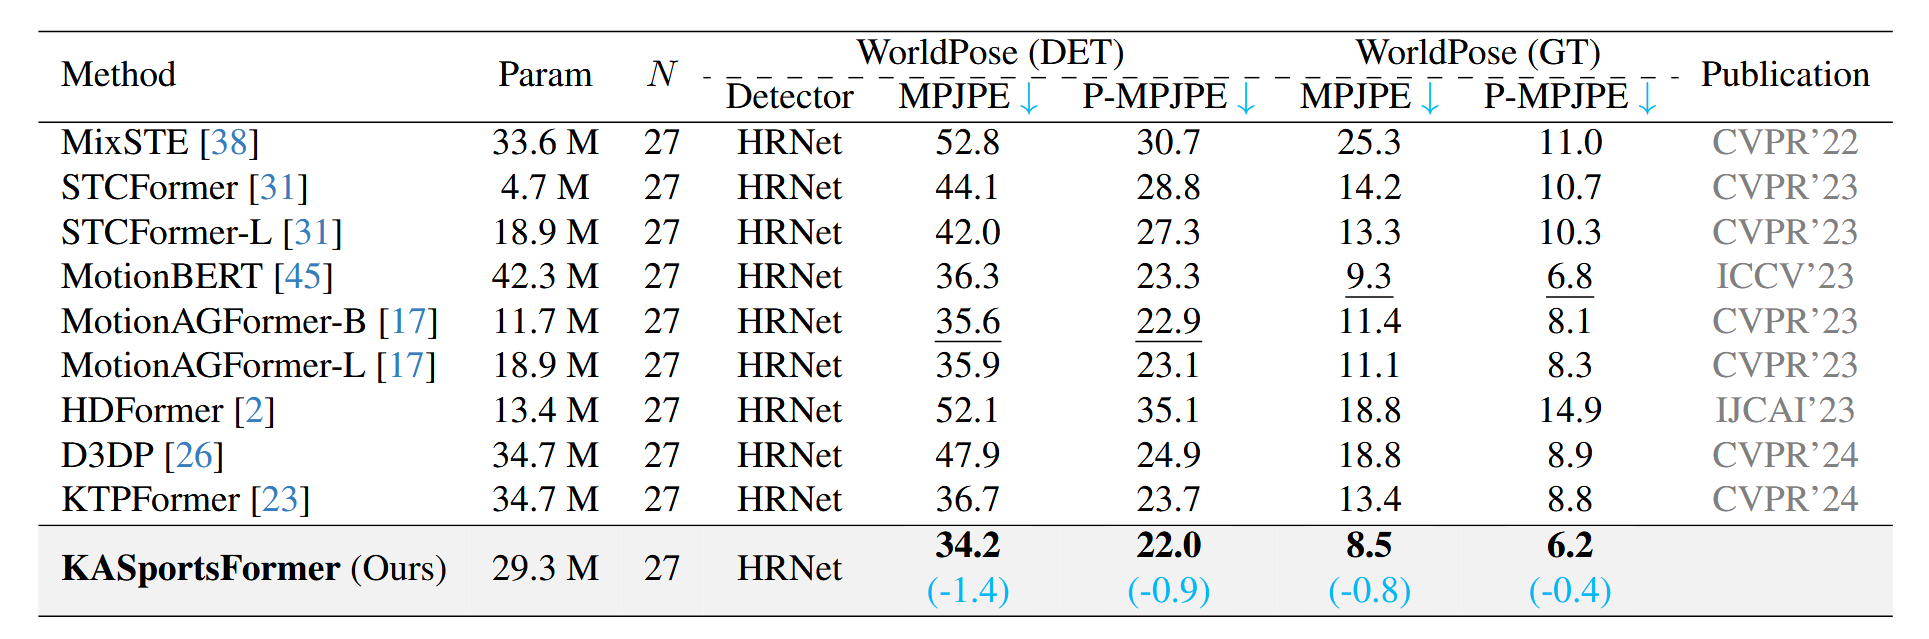 WorldPose (DET) WorldPose (GT)
Method Param N Publication
Detector MPJPE ↓ P-MPJPE ↓ MPJPE ↓ P-MPJPE ↓
MixSTE [38] 33.6 M 27 HRNet 52.8 30.7 25.3 11.0 CVPR'22
STCFormer [31] 4.7 M 27 HRNet 44.1 28.8 14.2 10.7 CVPR'23
STCFormer-L [31] 18.9 M 27 HRNet 42.0 27.3 13.3 10.3 CVPR'23
MotionBERT [45] 42.3 M 27 HRNet 36.3 23.3 9.3 6.8 ICCV'23
MotionAGFormer-B [17] 11.7 M 27 HRNet 35.6 22.9 11.4 8.1 CVPR'23
MotionAGFormer-L [17] 18.9 M 27 HRNet 35.9 23.1 11.1 8.3 CVPR'23
HDFormer [2] 13.4 M 27 HRNet 52.1 35.1 18.8 14.9 IJCAI'23
D3DP [26] 34.7 M 27 HRNet 47.9 24.9 18.8 8.9 CVPR'24
KTPFormer [23] 34.7 M 27 HRNet 36.7 23.7 13.4 8.8 CVPR'24
34.2 22.0 8.5 6.2
KASportsFormer (Ours) 29.3 M 27 HRNet
(-1.4) (-0.9) (-0.8) (-0.4)